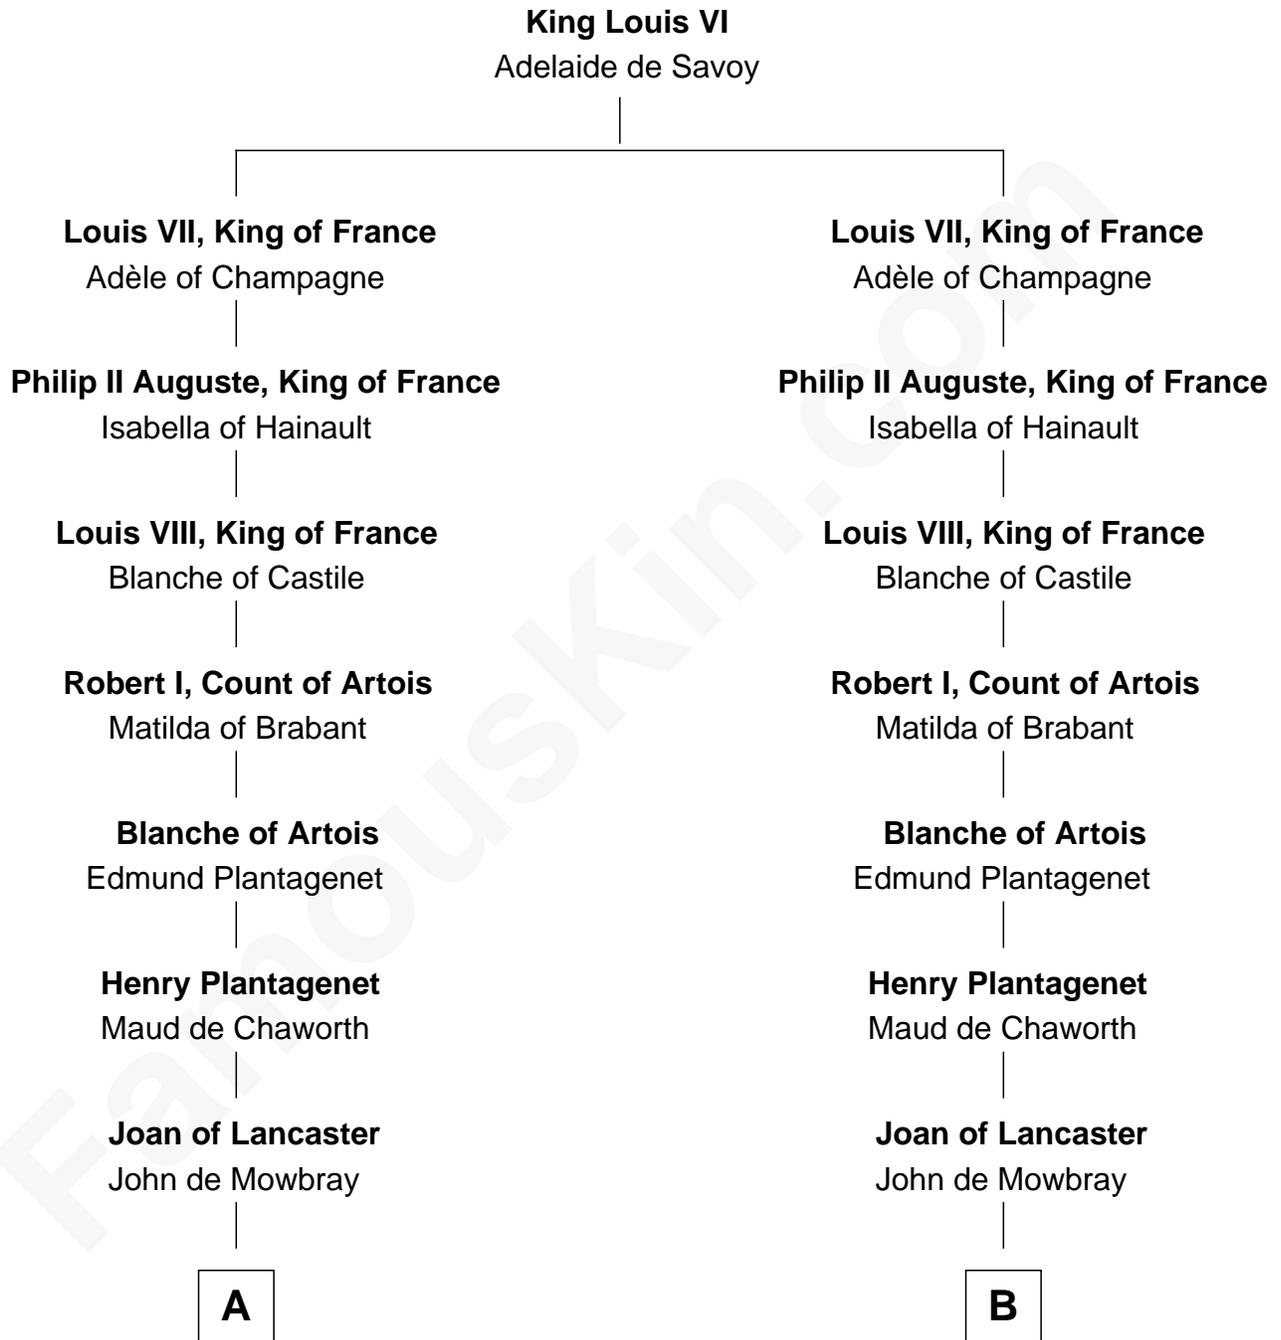 King Louis VI
Adelaide de Savoy
Louis VII, King of France
Adèle of Champagne
Philip II Auguste, King of France
Isabella of Hainault
Louis VIII, King of France
Blanche of Castile
Robert I, Count of Artois
Matilda of Brabant
Blanche of Artois
Edmund Plantagenet
Henry Plantagenet
Maud de Chaworth
Joan of Lancaster
John de Mowbray
A
Louis VII, King of France
Adèle of Champagne
Philip II Auguste, King of France
Isabella of Hainault
Louis VIII, King of France
Blanche of Castile
Robert I, Count of Artois
Matilda of Brabant
Blanche of Artois
Edmund Plantagenet
Henry Plantagenet
Maud de Chaworth
Joan of Lancaster
John de Mowbray
B
FamousKin.com